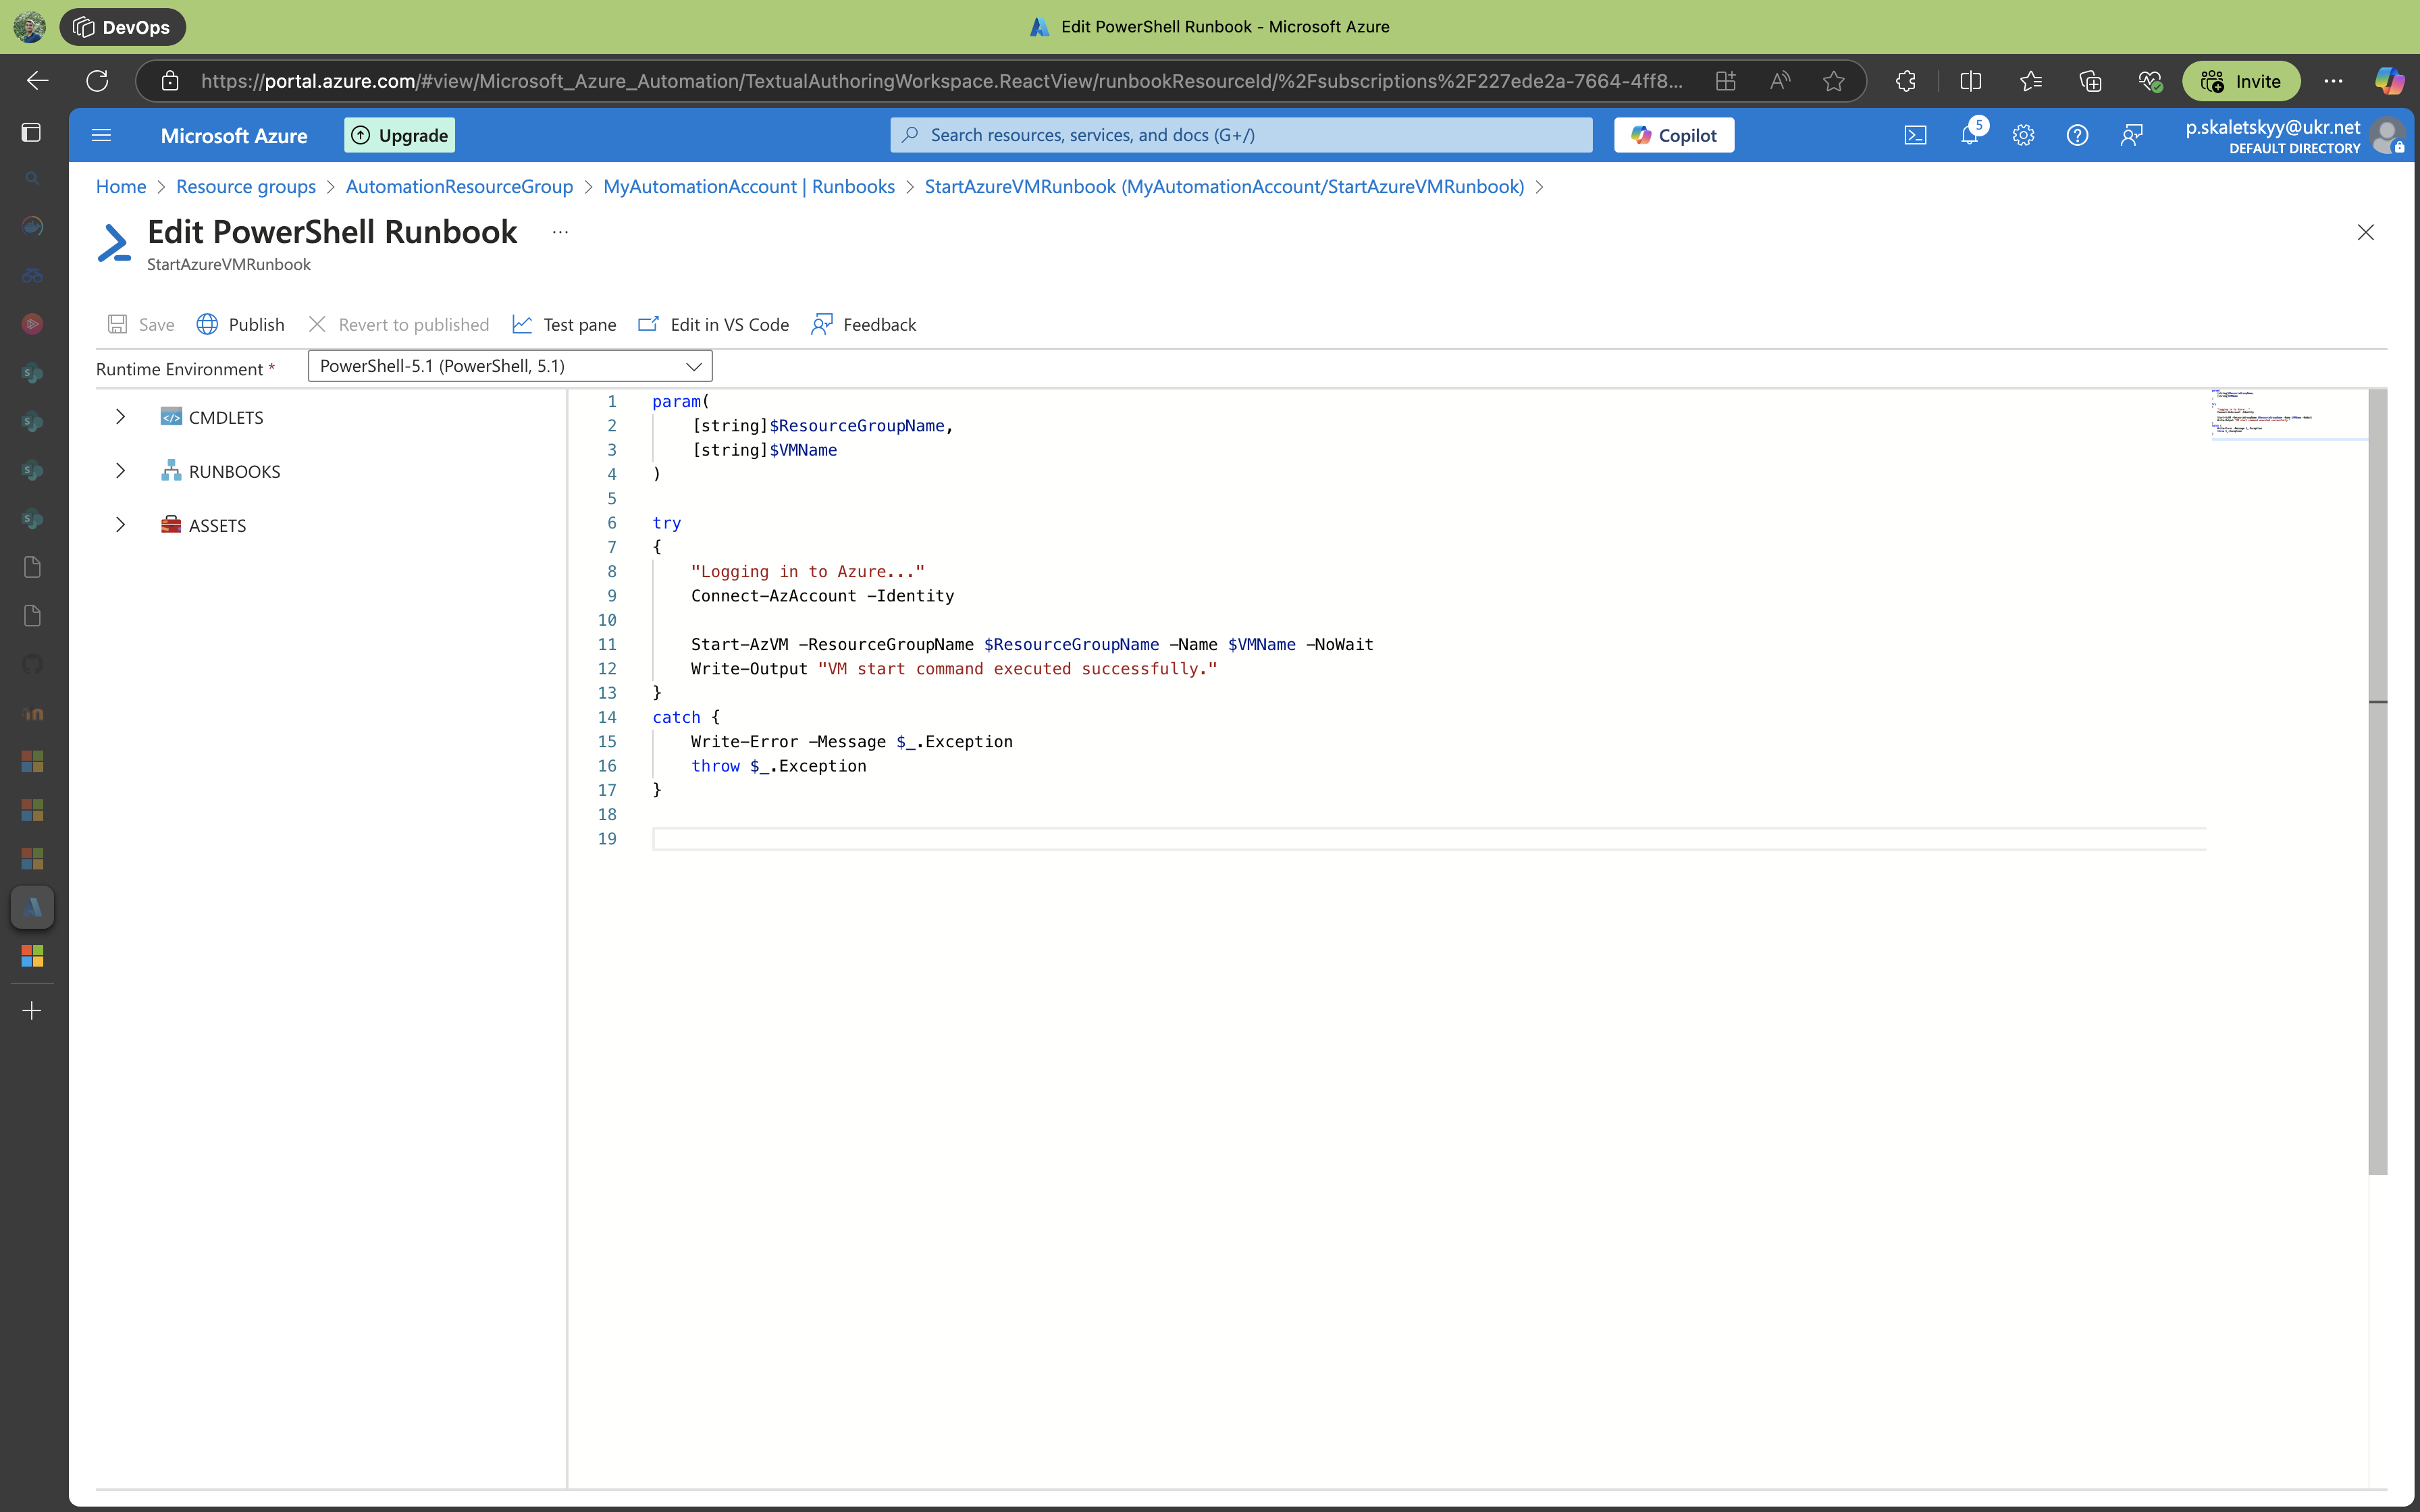 DevOps
Edit PowerShell Runbook - Microsoft Azure
https://portal.azure.com/#view/Microsoft_Azure_Automation/TextualAuthoringWorkspace.ReactView/runbookResourceId/%2Fsubscriptions%2F227ede2a-7664-4ff8...
Invite
Microsoft Azure
Upgrade
Search resources, services, and docs (G+/)
Copilot
5
p.skaletskyy@ukr.net
DEFAULT DIRECTORY
Home > Resource groups > AutomationResourceGroup > MyAutomationAccount | Runbooks > StartAzureVMRunbook (MyAutomationAccount/StartAzureVMRunbook) >
Edit PowerShell Runbook ...
StartAzureVMRunbook
Save Publish Revert to published Test pane Edit in VS Code Feedback
Runtime Environment * PowerShell-5.1 (PowerShell, 5.1)
CMDLETS
RUNBOOKS
ASSETS
1 param(
2     [string]$ResourceGroupName,
3     [string]$VMName
4 )
5
6 try
7 {
8     "Logging in to Azure..."
9     Connect-AzAccount -Identity
10
11     Start-AzVM -ResourceGroupName $ResourceGroupName -Name $VMName -NoWait
12     Write-Output "VM start command executed successfully."
13 }
14 catch {
15     Write-Error -Message $_.Exception
16     throw $_.Exception
17 }
18
19